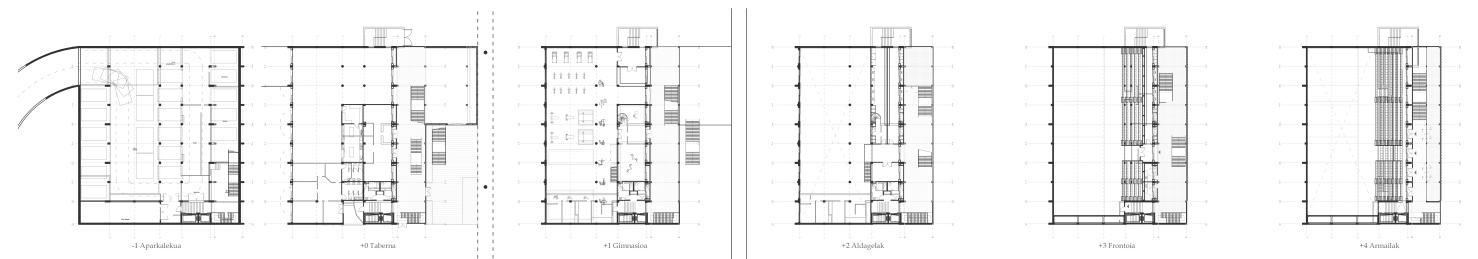 -1 Aparkalekua
+0 Taberna
+1 Gimnasioa
+2 Aldagelak
+3 Frontoia
+4 Armailak